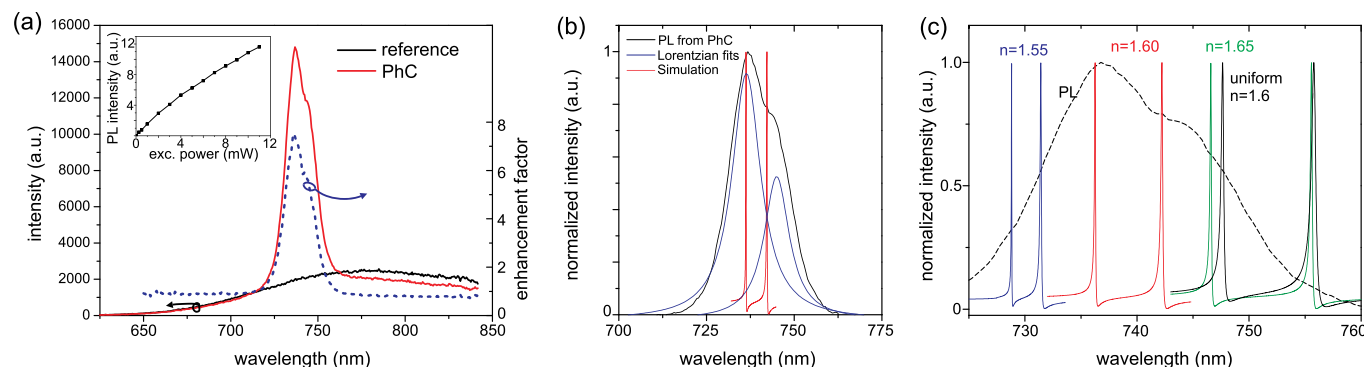 (a)
16000
14000
12000
10000
8000
6000
4000
2000
0
intensity (a.u.)
650
700
750
800
850
wavelength (nm)
8
6
4
2
0
enhancement factor
reference
PhC
12
8
4
0
PL intensity (a.u.)
0
4
8
12
exc. power (mW)
(b)
1
0
normalized intensity (a.u.)
PL from PhC
Lorentzian fits
Simulation
700
725
750
775
wavelength (nm)
(c)
1.0
0.5
0.0
normalized intensity (a.u.)
n=1.55
n=1.60
n=1.65
PL
uniform
n=1.6
730
740
750
760
wavelength (nm)